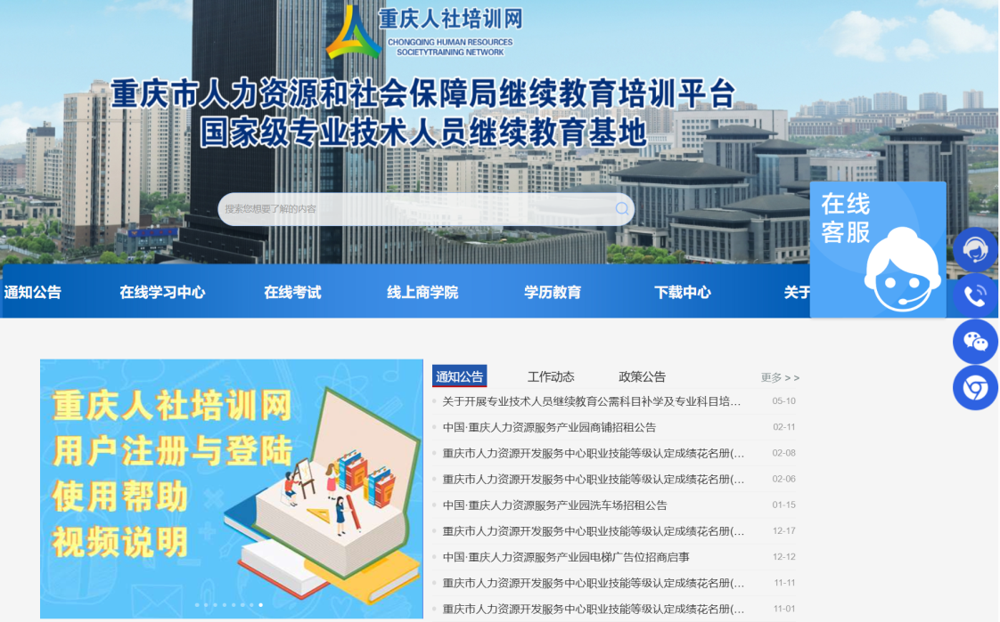 重庆人社培训网
CHONGQING HUMAN RESOURCES
SOCIETYTRAINING NETWORK
重庆市人力资源和社会保障局继续教育培训平台
国家级专业技术人员继续教育基地
搜索您想要了解的内容
在线
客服
通知公告 在线学习中心 在线考试 线上商学院 学历教育 下载中心 关于
重庆人社培训网
用户注册与登陆
使用帮助
视频说明
通知公告 工作动态 政策公告 更多 > >
关于开展专业技术人员继续教育公需科目补学及专业科目培... 05-10
中国·重庆人力资源服务产业园商铺招租公告 02-11
重庆市人力资源开发服务中心职业技能等级认定成绩花名册(... 02-08
重庆市人力资源开发服务中心职业技能等级认定成绩花名册(... 02-06
中国·重庆人力资源服务产业园洗车场招租公告 01-15
重庆市人力资源开发服务中心职业技能等级认定成绩花名册(... 12-17
中国·重庆人力资源服务产业园电梯广告位招商启事 12-12
重庆市人力资源开发服务中心职业技能等级认定成绩花名册(... 11-11
重庆市人力资源开发服务中心职业技能等级认定成绩花名册(... 11-01